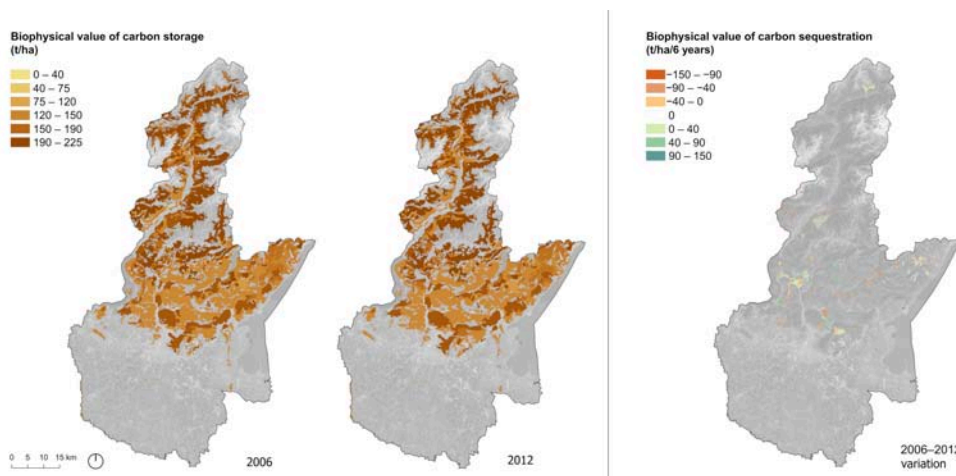 Biophysical value of carbon storage
(t/ha)
0 – 40
40 – 75
75 – 120
120 – 150
150 – 190
190 – 225
0 5 10 15 km
2006
2012
Biophysical value of carbon sequestration
(t/ha/6 years)
−150 – −90
−90 – −40
−40 – 0
0
0 – 40
40 – 90
90 – 150
2006–2012
variation